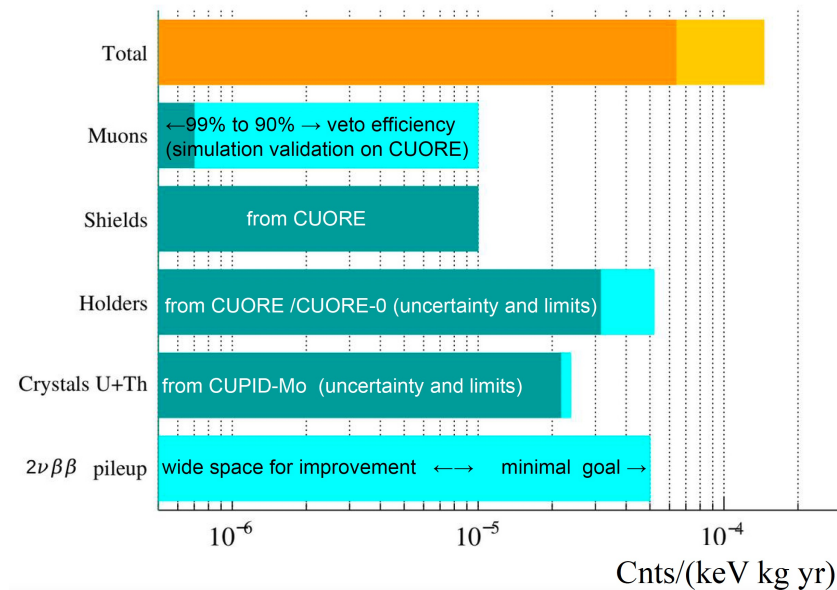 Total
Muons
←99% to 90% → veto efficiency
(simulation validation on CUORE)
Shields
from CUORE
Holders
from CUORE /CUORE-0 (uncertainty and limits)
Crystals U+Th
from CUPID-Mo (uncertainty and limits)
2νββ pileup
wide space for improvement ←→ minimal goal →
10⁻⁶ 10⁻⁵ 10⁻⁴
Cnts/(keV kg yr)